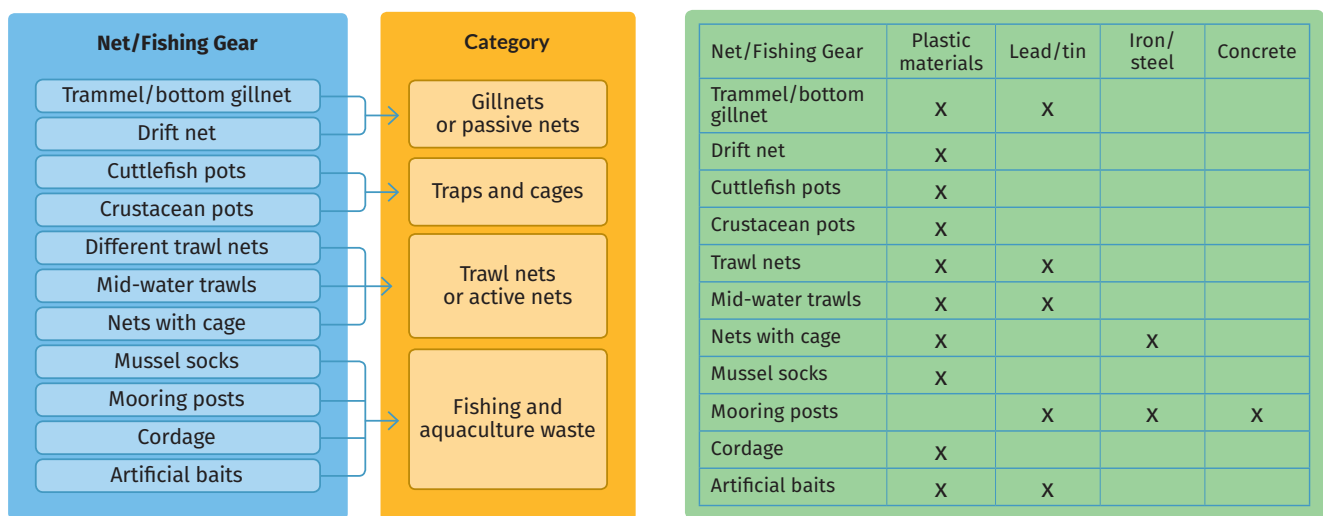 Net/Fishing Gear
Trammel/bottom gillnet
Drift net
Cuttlefish pots
Crustacean pots
Different trawl nets
Mid-water trawls
Nets with cage
Mussel socks
Mooring posts
Cordage
Artificial baits
Category
Gillnets
or passive nets
Traps and cages
Trawl nets
or active nets
Fishing and
aquaculture waste
Net/Fishing Gear Plastic materials Lead/tin Iron/ steel Concrete
Trammel/bottom
gillnet X X
Drift net X
Cuttlefish pots X
Crustacean pots X
Trawl nets X X
Mid-water trawls X X
Nets with cage X X
Mussel socks X
Mooring posts X X X
Cordage X
Artificial baits X X